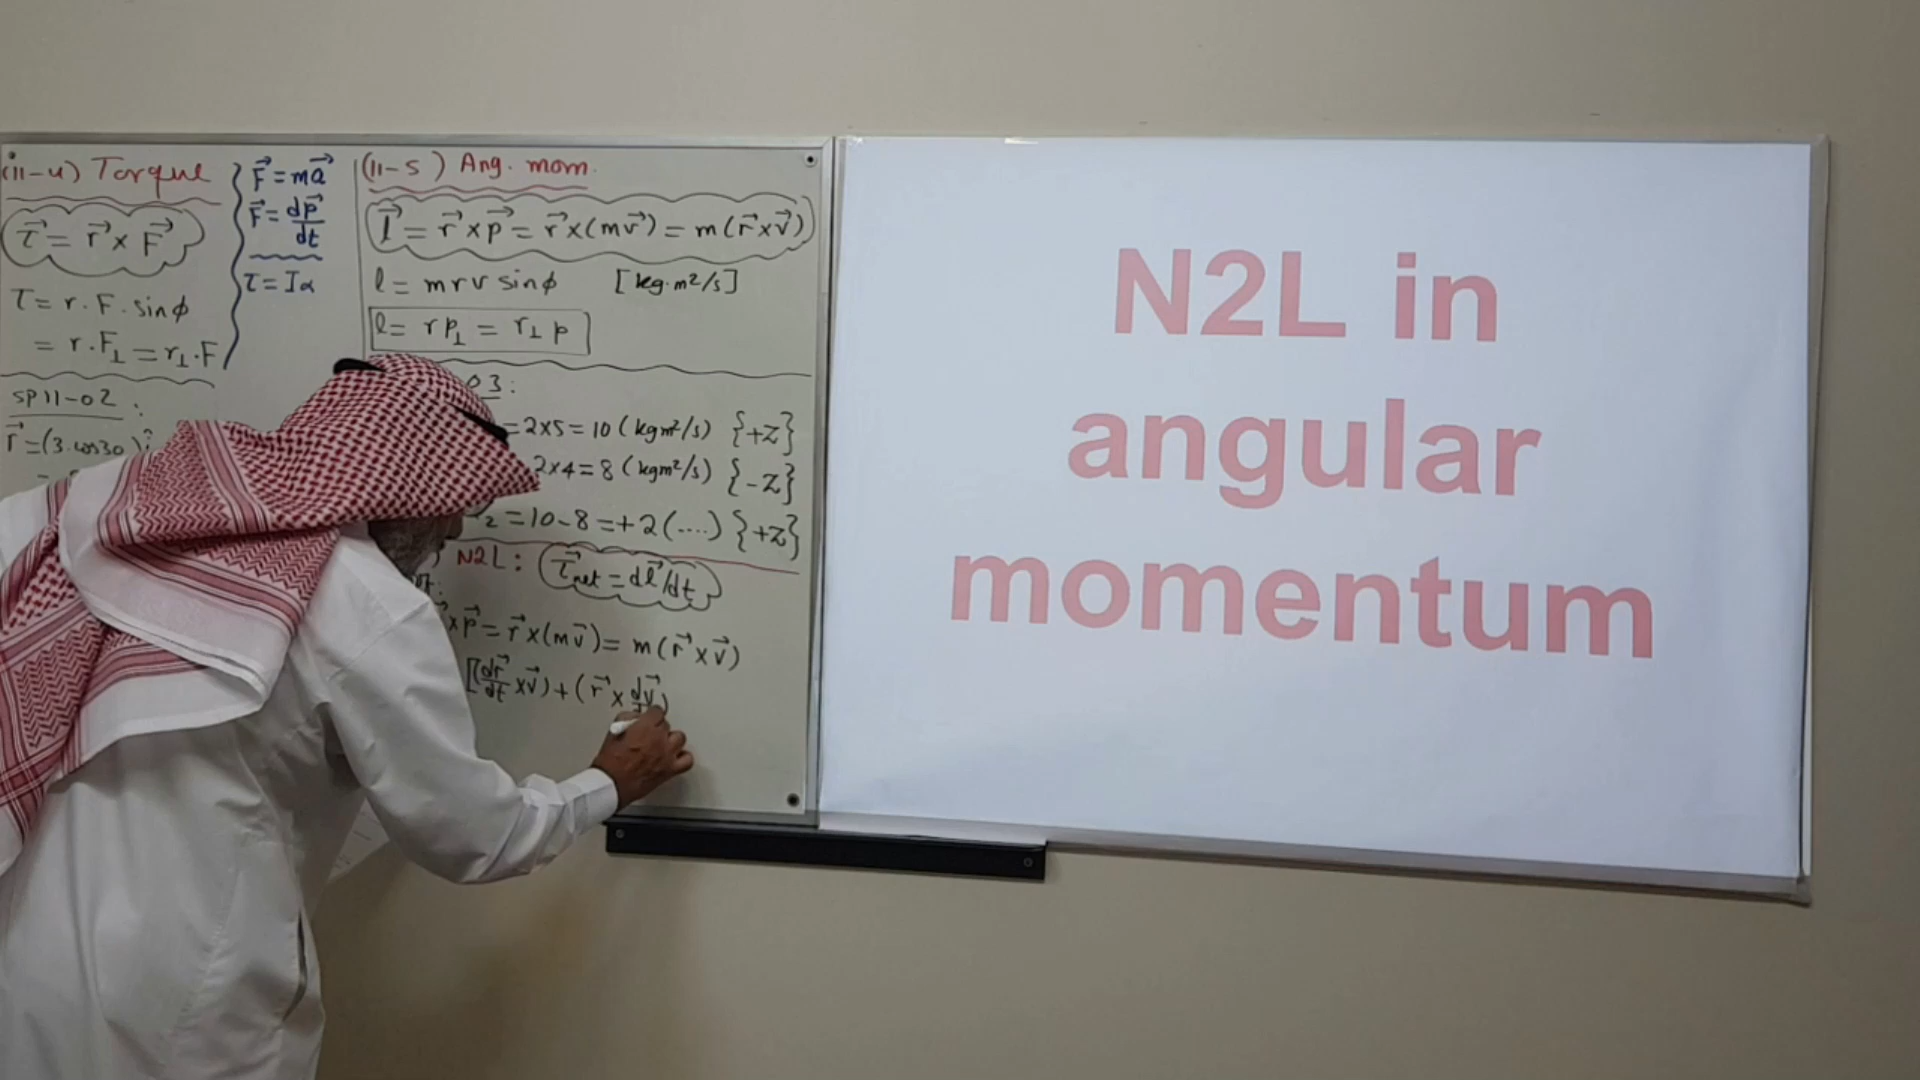 (11-4) Torque
τ⃗ = r⃗ × F⃗
τ = r . F . sinϕ
= r . F⊥ = r⊥ . F
SP11-02 :
r⃗ = (3.cos30)î
F⃗ = ma⃗
F⃗ = dp⃗/dt
τ = Iα
(11-5) Ang. mom.
l⃗ = r⃗ × p⃗ = r⃗ × (mv⃗) = m(r⃗ × v⃗)
l = m r v sinϕ [kg.m²/s]
l = r p⊥ = r⊥ p
03 :
= 2×5 = 10 (kgm²/s) {+Z}
2×4 = 8 (kgm²/s) {-Z}
2 = 10-8 = +2 (....) {+Z}
) N2L : τ⃗net = dl⃗/dt
× p⃗ = r⃗ × (mv⃗) = m(r⃗ × v⃗)
[(dr⃗/dt × v⃗) + (r⃗ × dv⃗
N2L in
angular
momentum